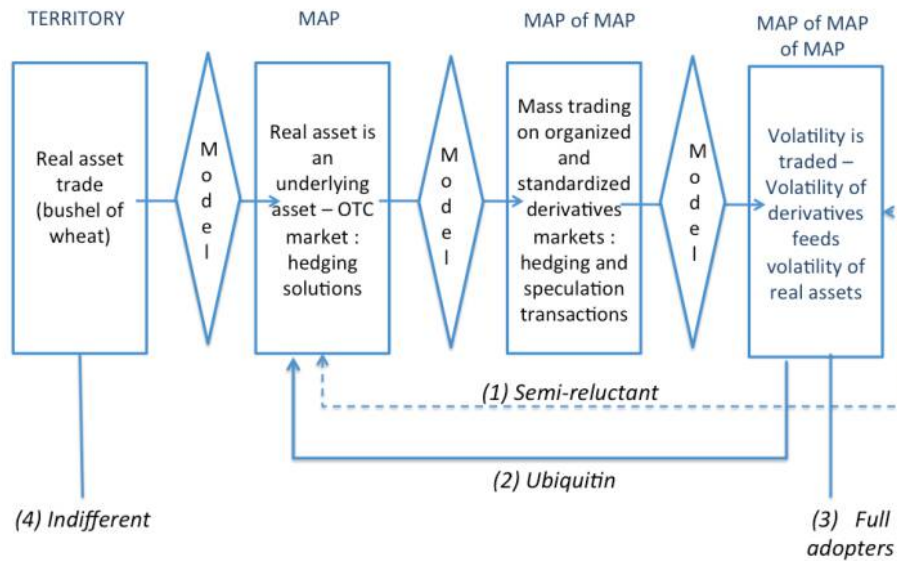 TERRITORY
MAP
MAP of MAP
MAP of MAP
of MAP
Real asset
trade
(bushel of
wheat)
M
o
d
e
l
Real asset is
an
underlying
asset – OTC
market :
hedging
solutions
M
o
d
e
l
Mass trading
on organized
and
standardized
derivatives
markets :
hedging and
speculation
transactions
M
o
d
e
l
Volatility is
traded –
Volatility of
derivatives
feeds
volatility of
real assets
(1) Semi-reluctant
(2) Ubiquitin
(4) Indifferent
(3) Full
adopters